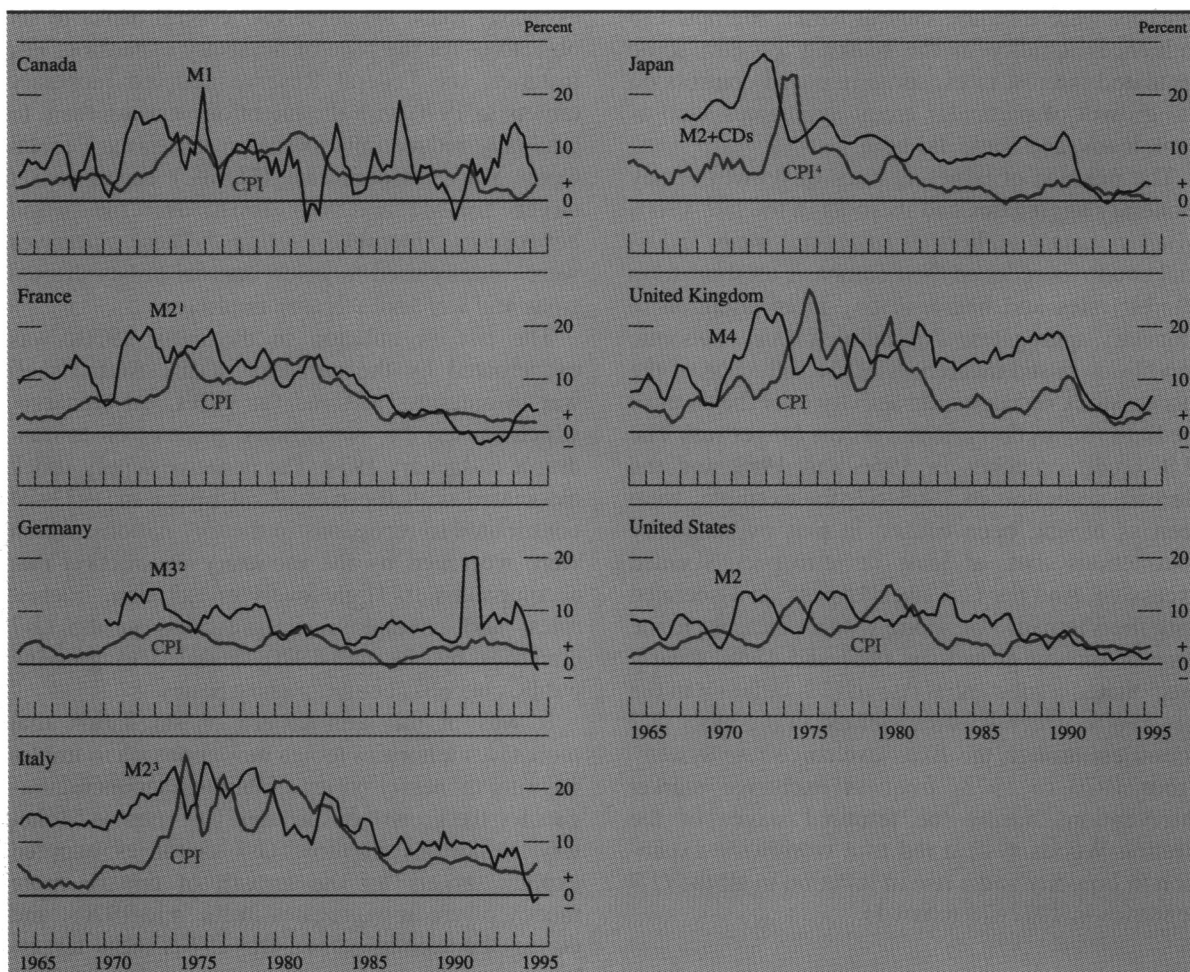 Percent
Canada
M1
20
10
CPI
+
0
–
France
M2¹
20
10
CPI
+
0
–
Germany
M3²
20
10
CPI
+
0
–
Italy
M2³
20
10
CPI
+
0
–
1965 1970 1975 1980 1985 1990 1995
Percent
Japan
20
M2+CDs
10
CPI⁴
+
0
–
United Kingdom
M4
20
10
CPI
+
0
–
United States
20
M2
10
CPI
+
0
–
1965 1970 1975 1980 1985 1990 1995